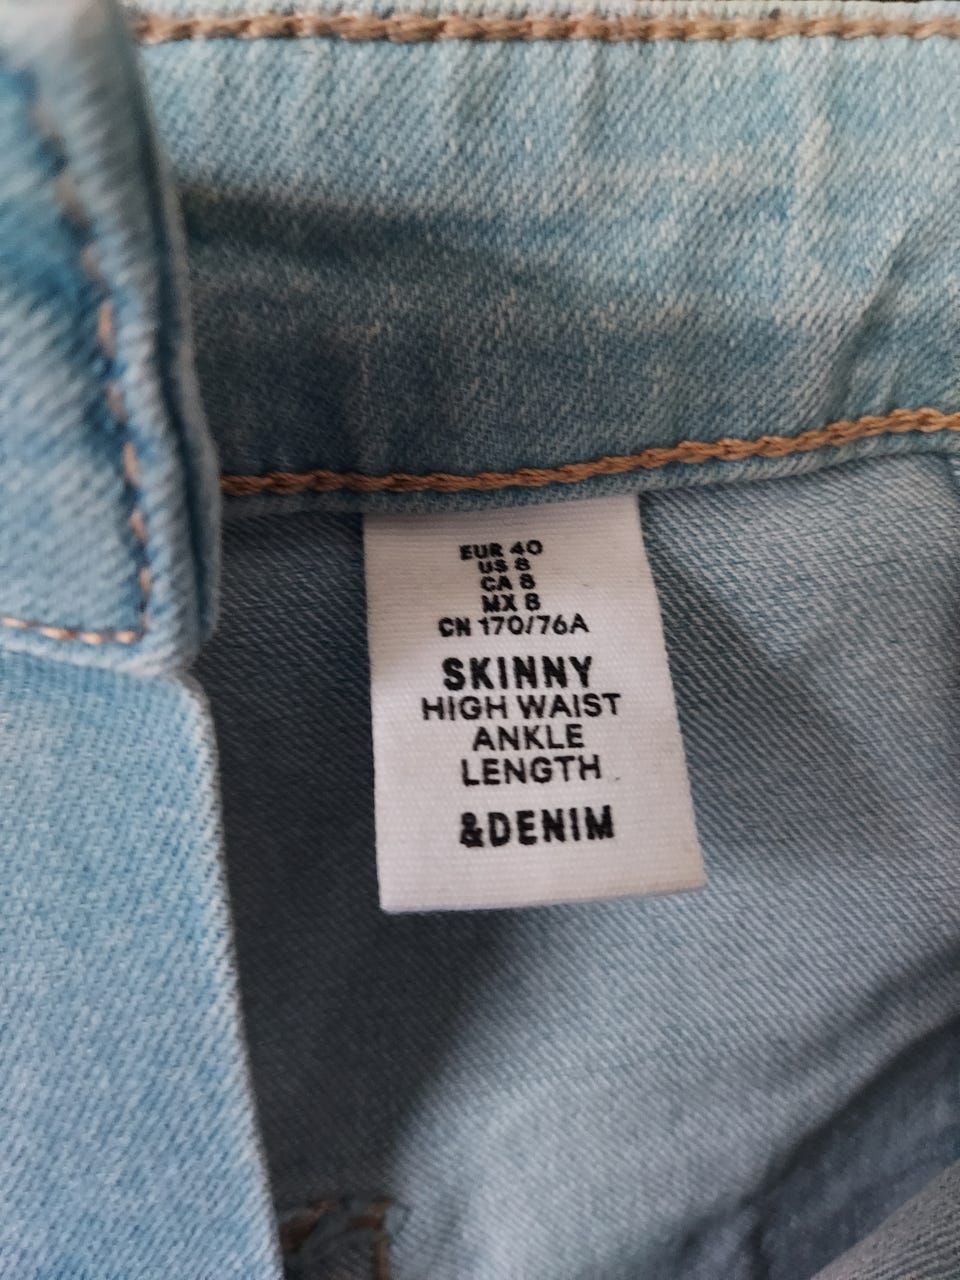 EUR 40
US 8
CA 8
MX 8
CN 170/76A
SKINNY
HIGH WAIST
ANKLE
LENGTH
&DENIM